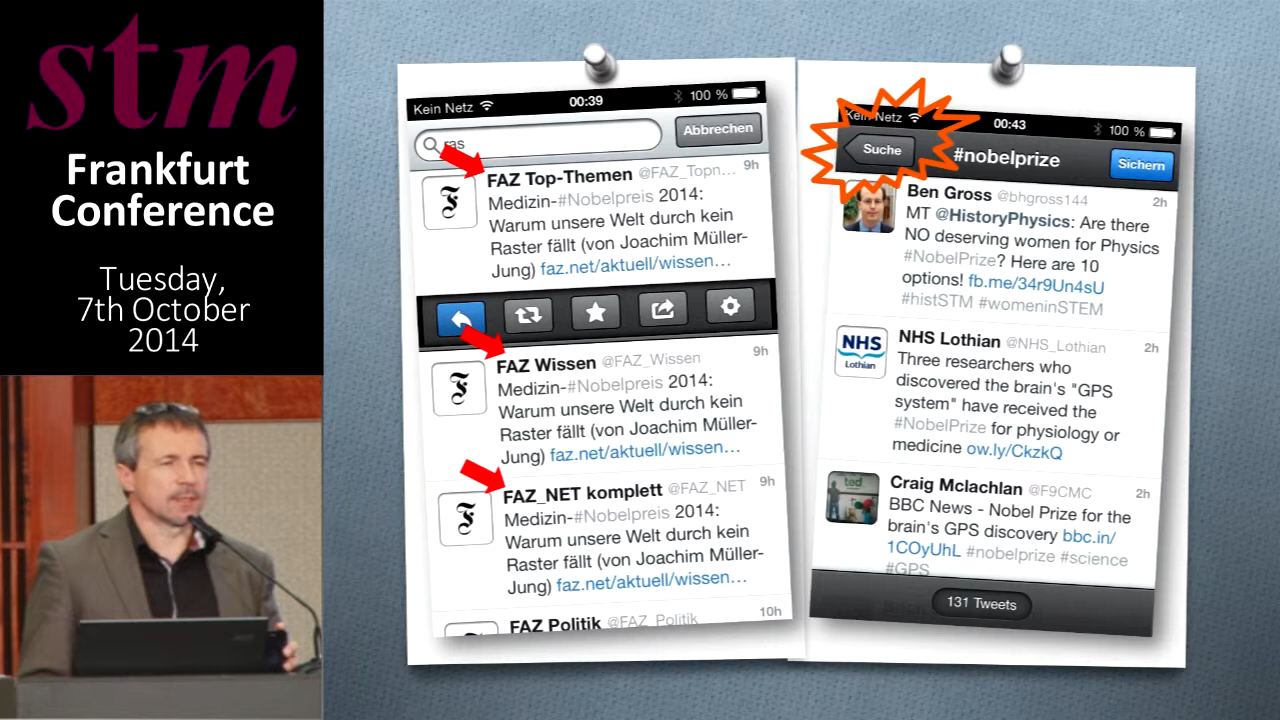 stm
Frankfurt
Conference
Tuesday,
7th October
2014
Kein Netz
00:39
100 %
Abbrechen
FAZ Top-Themen @FAZ_Topn... 9h
Medizin-#Nobelpreis 2014:
Warum unsere Welt durch kein
Raster fällt (von Joachim Müller-
Jung) faz.net/aktuell/wissen…
FAZ Wissen @FAZ_Wissen 9h
Medizin-#Nobelpreis 2014:
Warum unsere Welt durch kein
Raster fällt (von Joachim Müller-
Jung) faz.net/aktuell/wissen…
FAZ_NET komplett @FAZ_NET 9h
Medizin-#Nobelpreis 2014:
Warum unsere Welt durch kein
Raster fällt (von Joachim Müller-
Jung) faz.net/aktuell/wissen…
FAZ Politik @FAZ_Politik 10h
Kein Netz
00:43
100 %
Suche
#nobelprize
Sichern
Ben Gross @bhgross144 2h
MT @HistoryPhysics: Are there
NO deserving women for Physics
#NobelPrize? Here are 10
options! fb.me/34r9Un4sU
#histSTM #womeninSTEM
NHS Lothian @NHS_Lothian 2h
NHS
Lothian
Three researchers who
discovered the brain's "GPS
system" have received the
#NobelPrize for physiology or
medicine ow.ly/CkzkQ
Craig Mclachlan @F9CMC 2h
ted
BBC News - Nobel Prize for the
brain's GPS discovery bbc.in/
1COyUhL #nobelprize #science
#GPS
131 Tweets